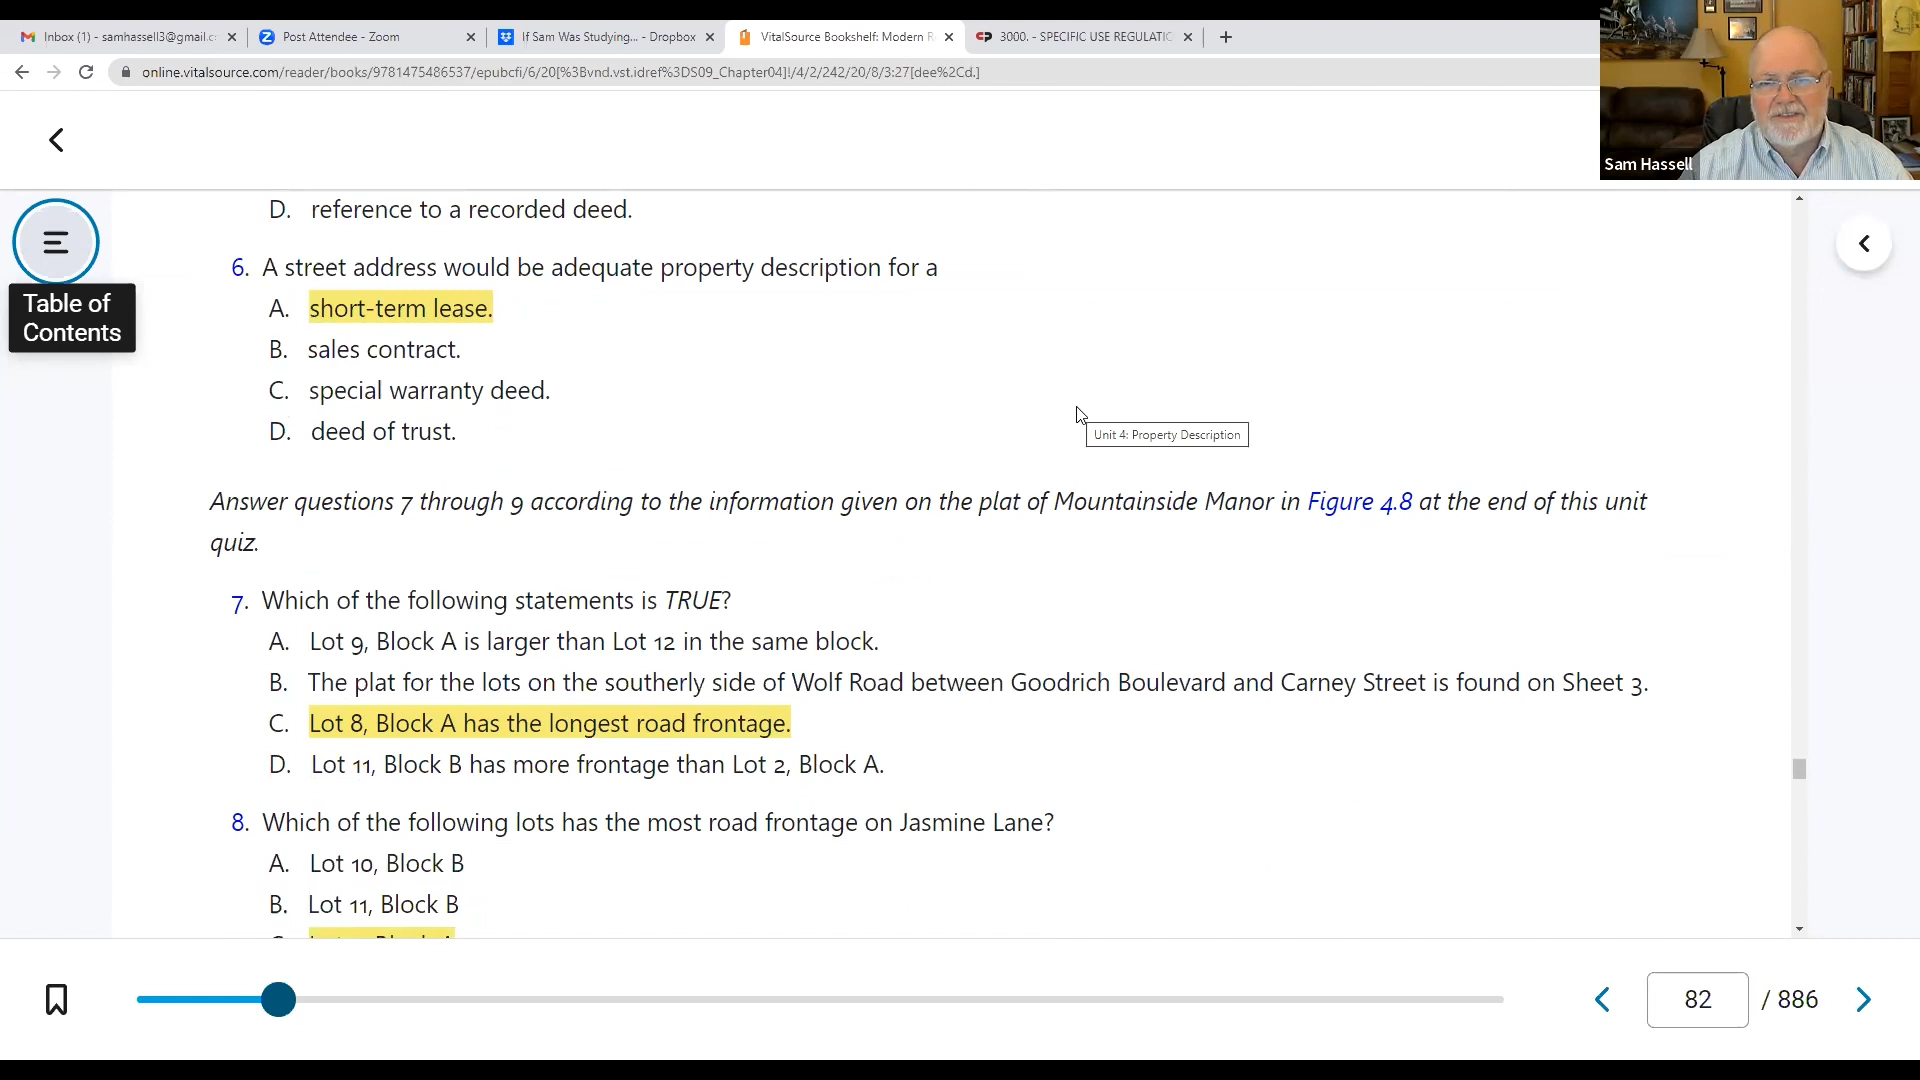 Inbox (1) - samhassell3@gmail.c
Post Attendee - Zoom
If Sam Was Studying... - Dropbox
VitalSource Bookshelf: Modern R
3000. - SPECIFIC USE REGULATIC
online.vitalsource.com/reader/books/9781475486537/epubcfi/6/20[%3Bvnd.vst.idref%3DS09_Chapter04]!/4/2/242/20/8/3:27[dee%2Cd.]
Sam Hassell
Table of
Contents
D. reference to a recorded deed.
6. A street address would be adequate property description for a
A. short-term lease.
B. sales contract.
C. special warranty deed.
D. deed of trust.
Unit 4: Property Description
Answer questions 7 through 9 according to the information given on the plat of Mountainside Manor in Figure 4.8 at the end of this unit
quiz.
7. Which of the following statements is TRUE?
A. Lot 9, Block A is larger than Lot 12 in the same block.
B. The plat for the lots on the southerly side of Wolf Road between Goodrich Boulevard and Carney Street is found on Sheet 3.
C. Lot 8, Block A has the longest road frontage.
D. Lot 11, Block B has more frontage than Lot 2, Block A.
8. Which of the following lots has the most road frontage on Jasmine Lane?
A. Lot 10, Block B
B. Lot 11, Block B
82 / 886